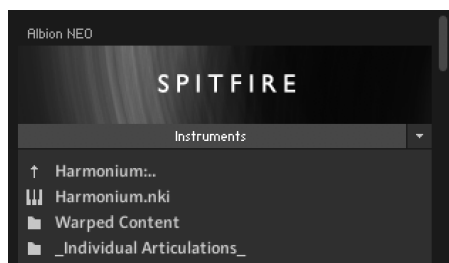 Albion NEO
SPITFIRE
Instruments
Harmonium:..
Harmonium.nki
Warped Content
_Individual Articulations_